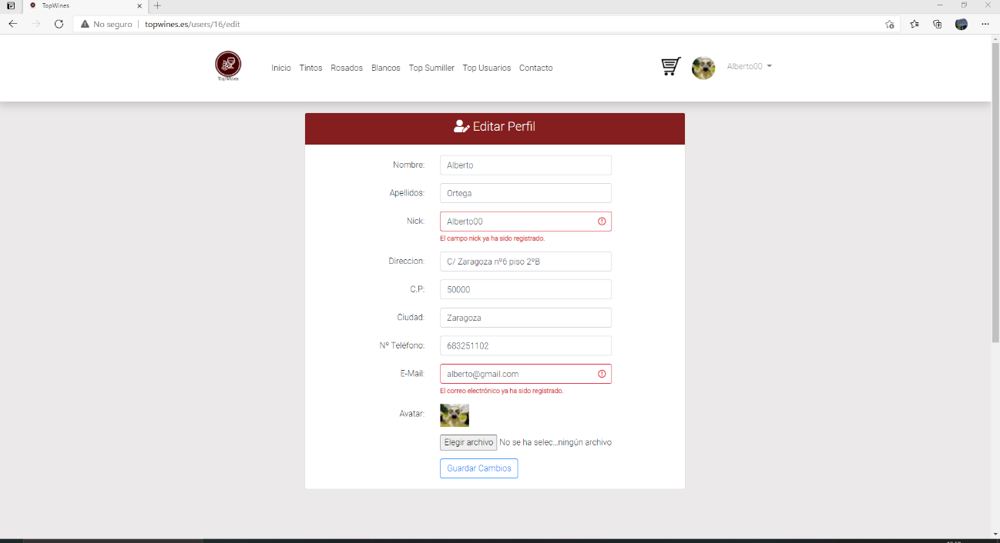 TopWines
No seguro
topwines.es/users/16/edit
TopWines
Inicio Tintos Rosados Blancos Top Sumiller Top Usuarios Contacto
Alberto00
Editar Perfil
Nombre: Alberto
Apellidos: Ortega
Nick: Alberto00
El campo nick ya ha sido registrado.
Direccion: C/ Zaragoza nº6 piso 2ºB
C.P: 50000
Ciudad: Zaragoza
Nº Teléfono: 683251102
E-Mail: alberto@gmail.com
El correo electrónico ya ha sido registrado.
Avatar:
Elegir archivo No se ha selec...ningún archivo
Guardar Cambios